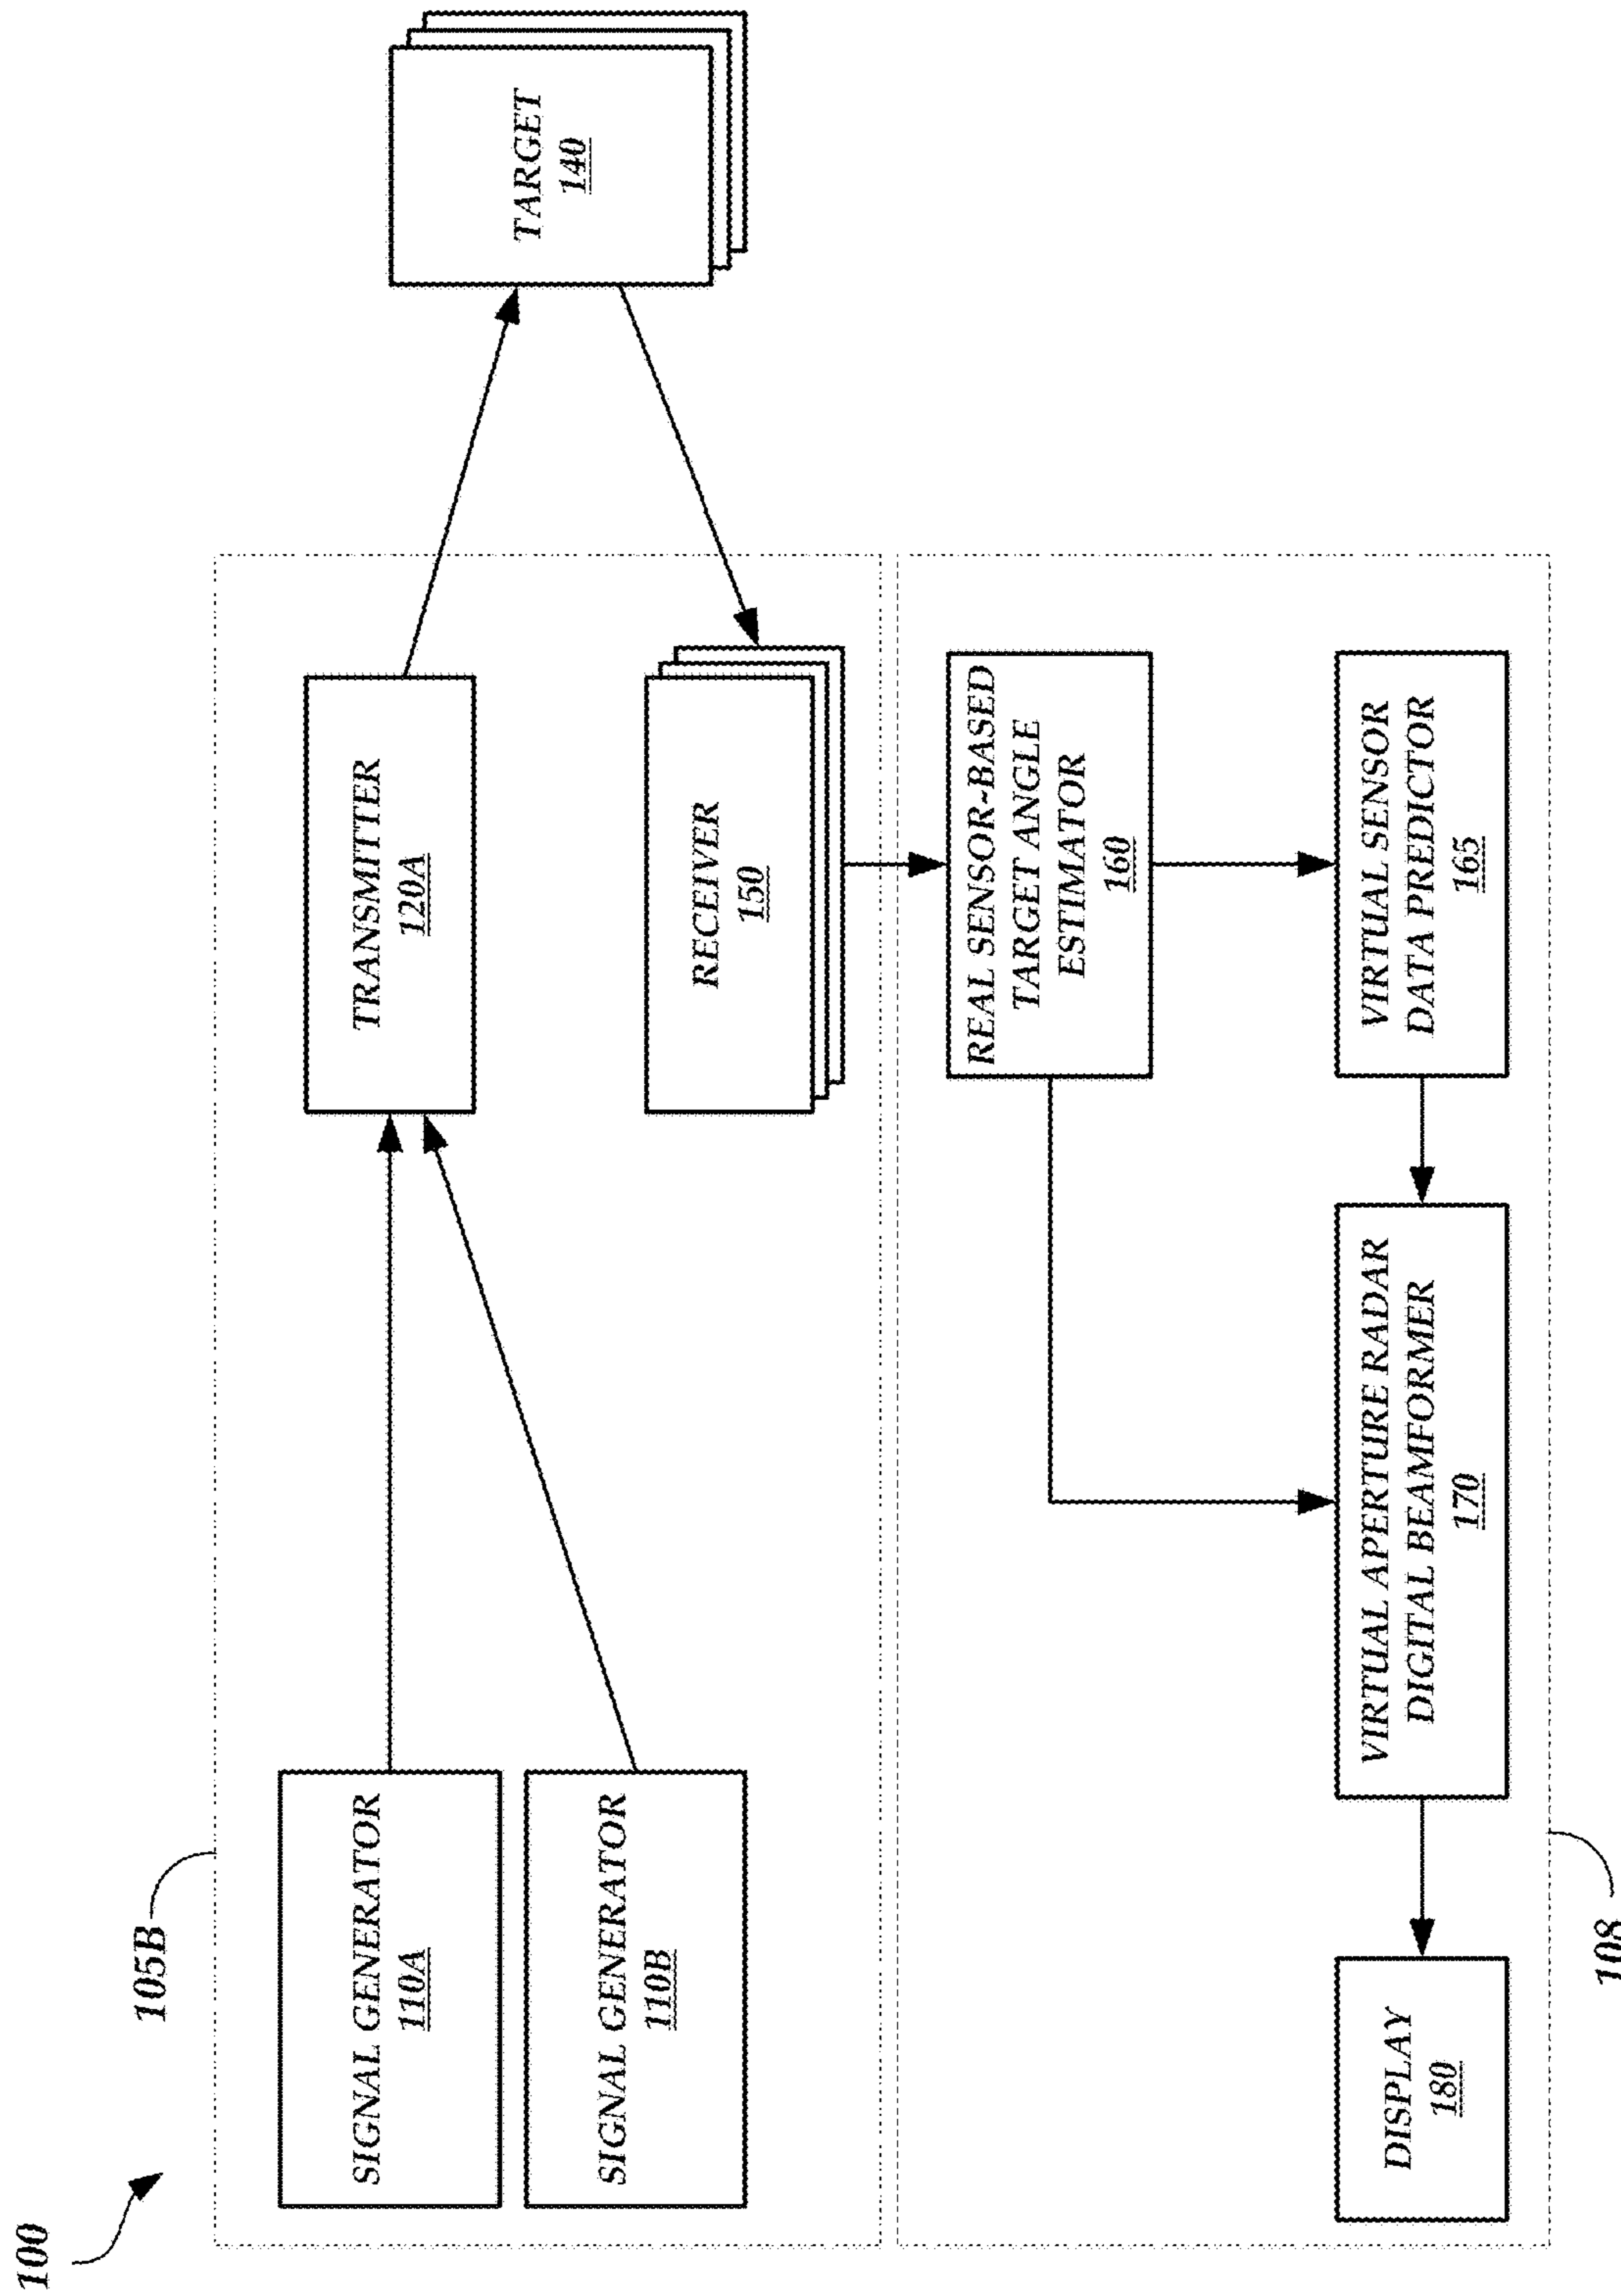 100
105B
SIGNAL GENERATOR
110A
SIGNAL GENERATOR
110B
TRANSMITTER
120A
RECEIVER
150
TARGET
140
REAL SENSOR-BASED
TARGET ANGLE
ESTIMATOR
160
VIRTUAL SENSOR
DATA PREDICTOR
165
VIRTUAL APERTURE RADAR
DIGITAL BEAMFORMER
170
DISPLAY
180
108